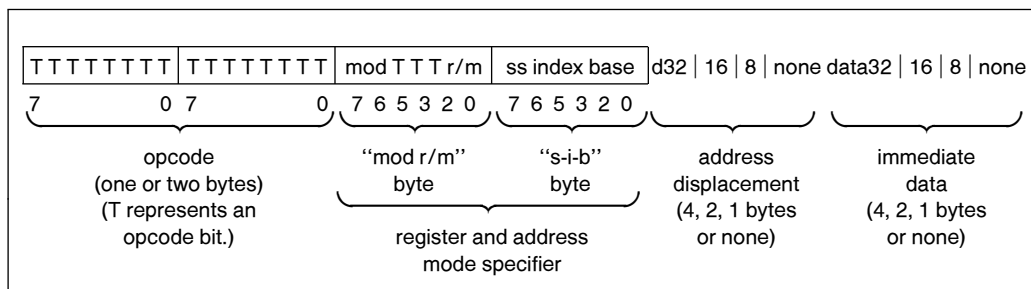 T T T T T T T T T T T T T T T T mod T T T r/m ss index base d32 | 16 | 8 | none data32 | 16 | 8 | none
7 0 7 0 7 6 5 3 2 0 7 6 5 3 2 0
opcode
(one or two bytes)
(T represents an
opcode bit.)
“mod r/m”
byte
“s-i-b”
byte
register and address
mode specifier
address
displacement
(4, 2, 1 bytes
or none)
immediate
data
(4, 2, 1 bytes
or none)